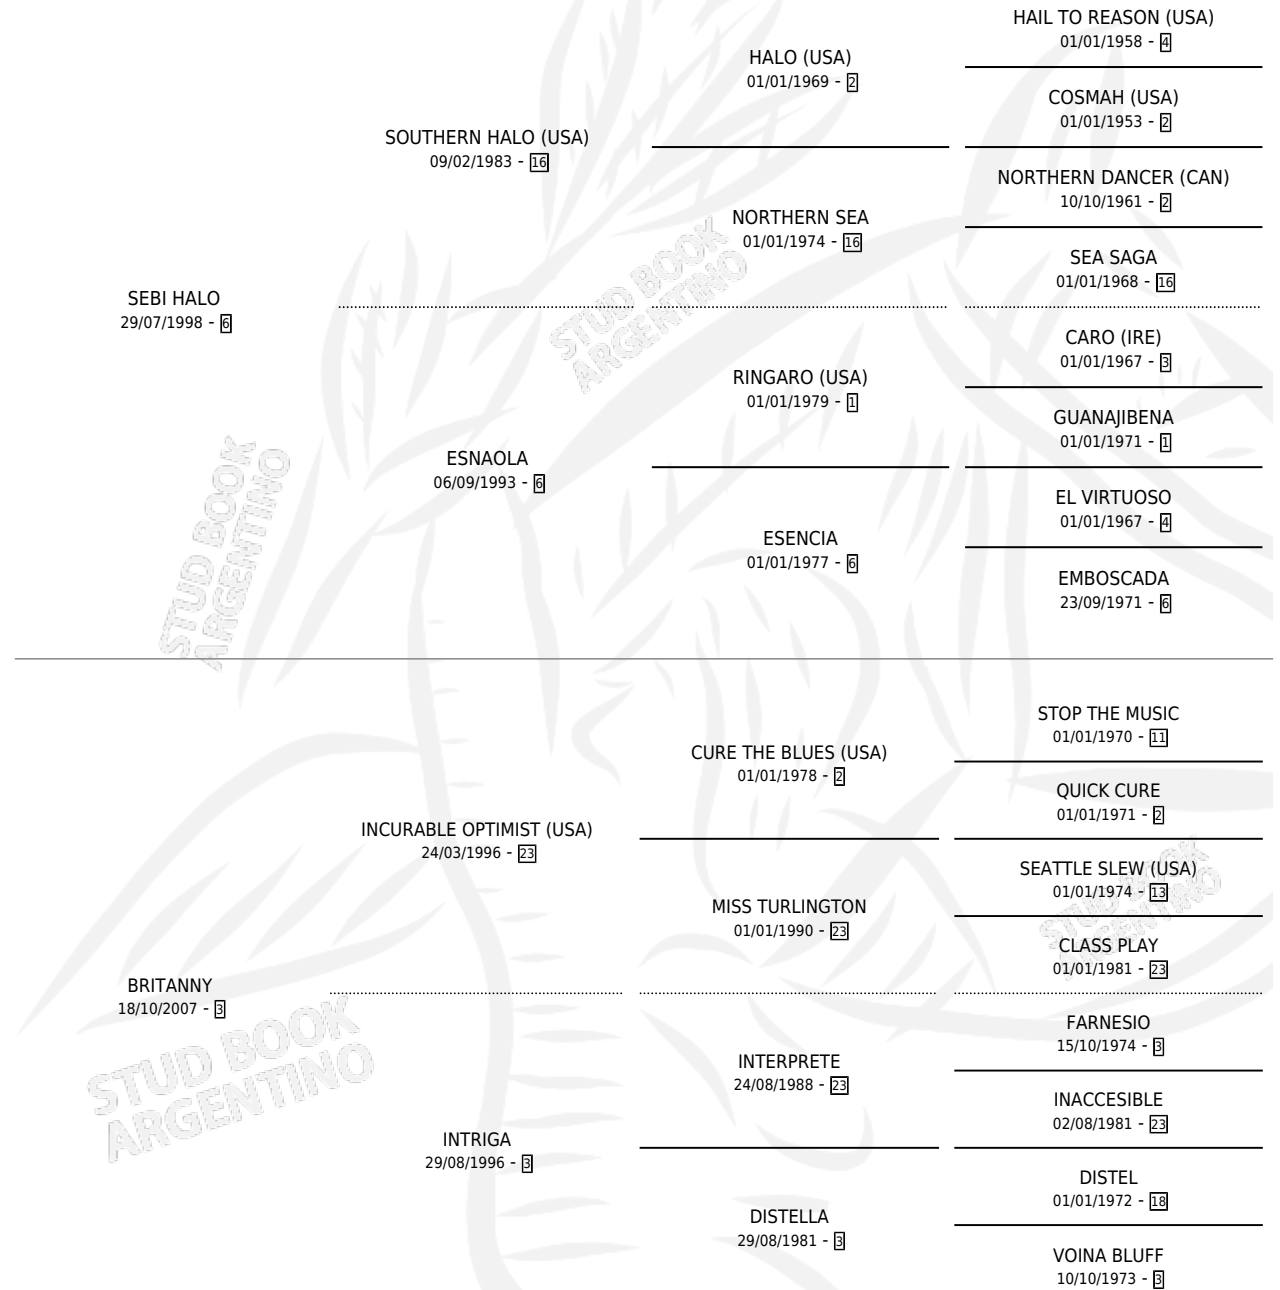 HAIL TO REASON (USA)
01/01/1958 - 4
HALO (USA)
01/01/1969 - 2
COSMAH (USA)
01/01/1953 - 2
SOUTHERN HALO (USA)
09/02/1983 - 16
NORTHERN DANCER (CAN)
10/10/1961 - 2
NORTHERN SEA
01/01/1974 - 16
SEA SAGA
01/01/1968 - 16
SEBI HALO
29/07/1998 - 6
CARO (IRE)
01/01/1967 - 3
RINGARO (USA)
01/01/1979 - 1
GUANAJIBENA
01/01/1971 - 1
ESNAOLA
06/09/1993 - 6
EL VIRTUOSO
01/01/1967 - 4
ESENCIA
01/01/1977 - 6
EMBOSCADA
23/09/1971 - 6
STUD BOOK
ARGENTINO
STUD BOOK
ARGENTINO
STOP THE MUSIC
01/01/1970 - 11
CURE THE BLUES (USA)
01/01/1978 - 2
QUICK CURE
01/01/1971 - 2
INCURABLE OPTIMIST (USA)
24/03/1996 - 23
SEATTLE SLEW (USA)
01/01/1974 - 13
MISS TURLINGTON
01/01/1990 - 23
CLASS PLAY
01/01/1981 - 23
STUD BOOK
ARGENTINO
BRITANNY
18/10/2007 - 3
FARNESIO
15/10/1974 - 3
INTERPRETE
24/08/1988 - 23
INACCESIBLE
02/08/1981 - 23
STUD BOOK
ARGENTINO
INTRIGA
29/08/1996 - 3
DISTEL
01/01/1972 - 18
DISTELLA
29/08/1981 - 3
VOINA BLUFF
10/10/1973 - 3